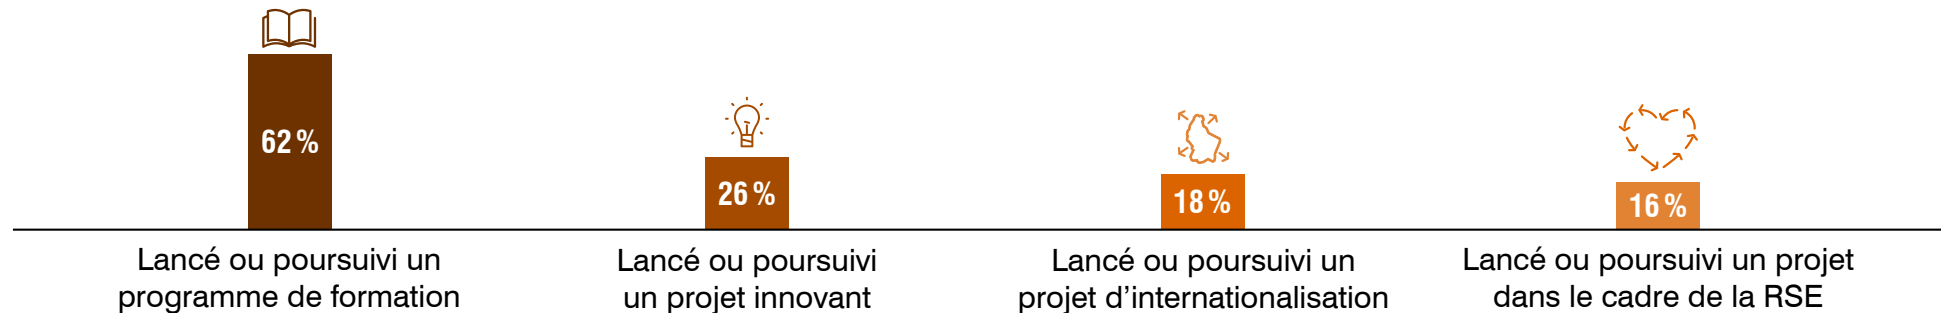 62 %
26 %
18 %
16 %
Lancé ou poursuivi un
programme de formation
Lancé ou poursuivi
un projet innovant
Lancé ou poursuivi un
projet d’internationalisation
Lancé ou poursuivi un projet
dans le cadre de la RSE